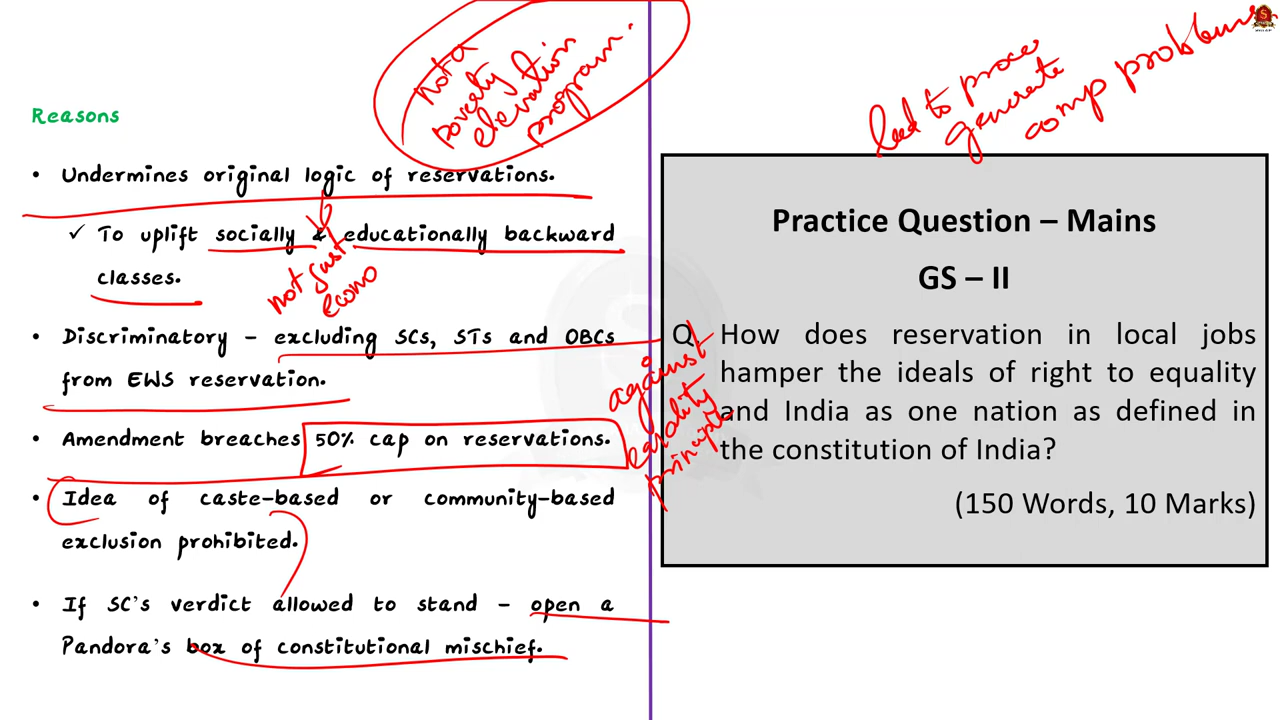 not a
poverty
elevation
program.
Reasons
• Undermines original logic of reservations.
✓ To uplift socially & educationally backward
classes.
not just
econo
• Discriminatory – excluding SCs, STs and OBCs
from EWS reservation.
• Amendment breaches 50% cap on reservations.
• Idea of caste-based or community-based
exclusion prohibited.
• If SC's verdict allowed to stand – open a
Pandora's box of constitutional mischief.
against
principle
led to
generate
comp problems
Practice Question – Mains
GS – II
Q. How does reservation in local jobs
hamper the ideals of right to equality
and India as one nation as defined in
the constitution of India?
(150 Words, 10 Marks)